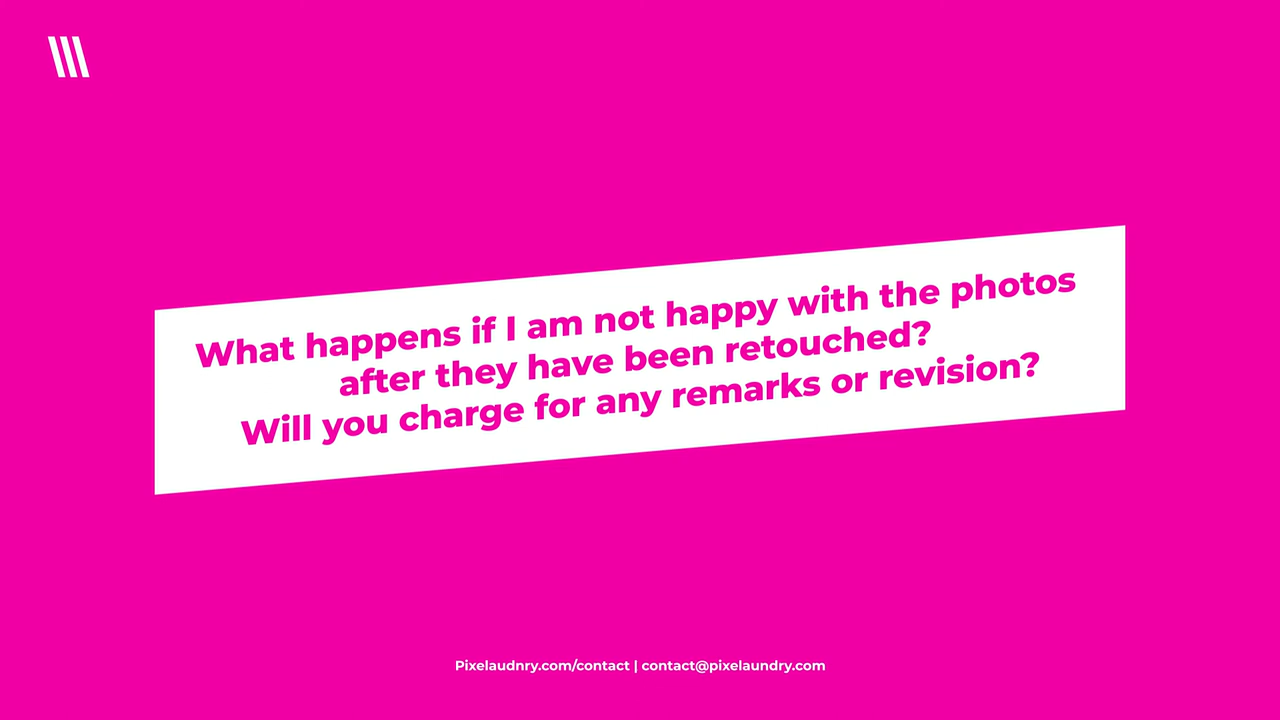 What happens if I am not happy with the photos
after they have been retouched?
Will you charge for any remarks or revision?
Pixelaudnry.com/contact | contact@pixelaundry.com